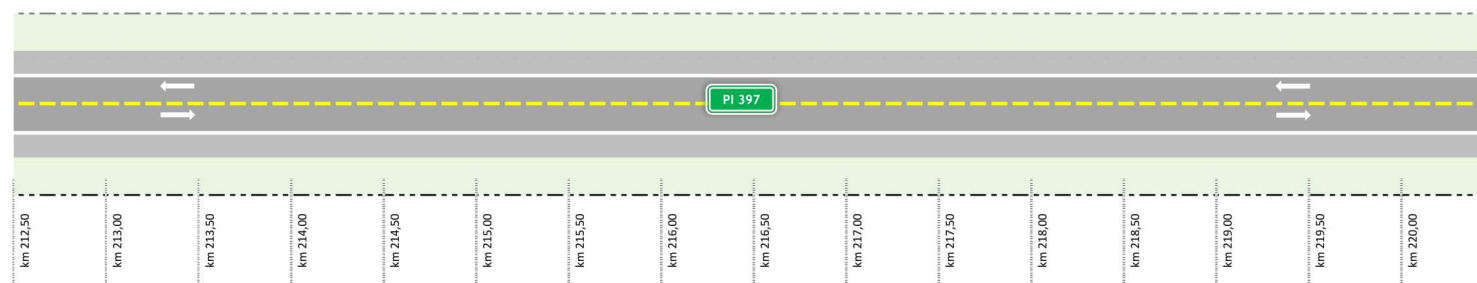 PI 397
km 212,50
km 213,00
km 213,50
km 214,00
km 214,50
km 215,00
km 215,50
km 216,00
km 216,50
km 217,00
km 217,50
km 218,00
km 218,50
km 219,00
km 219,50
km 220,00